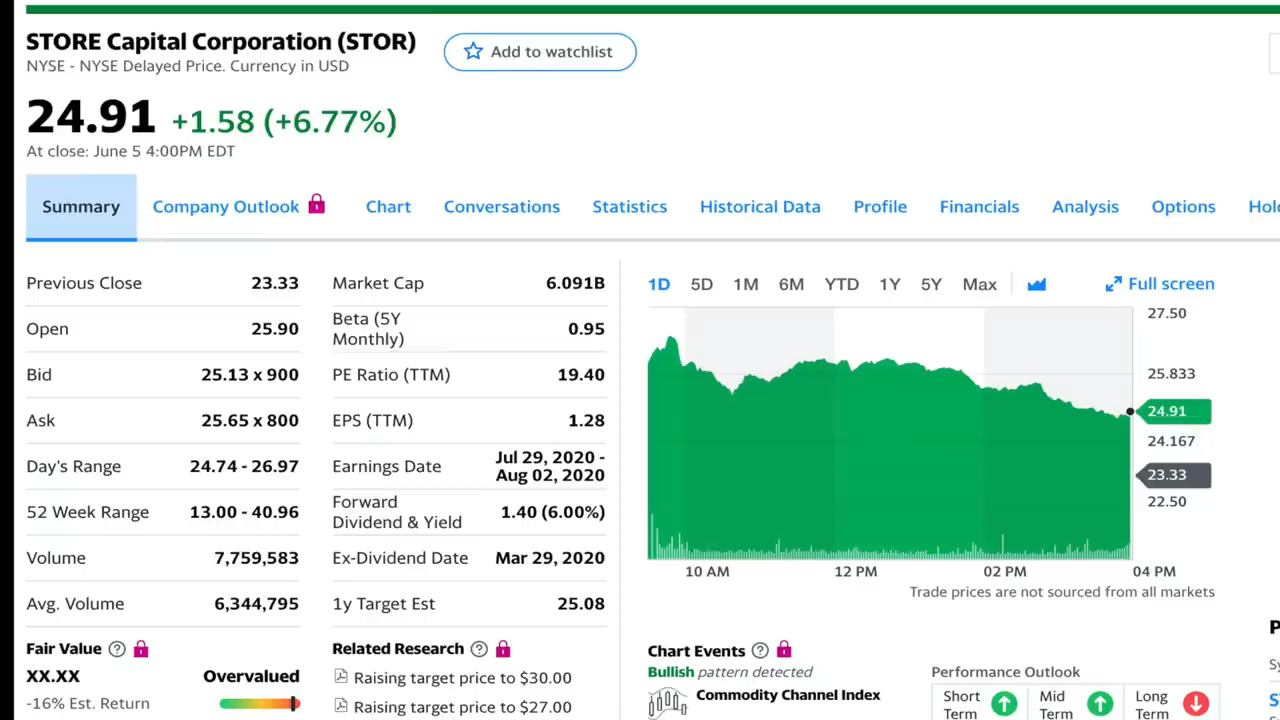 STORE Capital Corporation (STOR)
Add to watchlist
NYSE - NYSE Delayed Price. Currency in USD
24.91 +1.58 (+6.77%)
At close: June 5 4:00PM EDT
Summary
Company Outlook
Chart
Conversations
Statistics
Historical Data
Profile
Financials
Analysis
Options
Previous Close 23.33
Open 25.90
Bid 25.13 x 900
Ask 25.65 x 800
Day's Range 24.74 - 26.97
52 Week Range 13.00 - 40.96
Volume 7,759,583
Avg. Volume 6,344,795
Market Cap 6.091B
Beta (5Y
Monthly) 0.95
PE Ratio (TTM) 19.40
EPS (TTM) 1.28
Earnings Date Jul 29, 2020 -
Aug 02, 2020
Forward
Dividend & Yield 1.40 (6.00%)
Ex-Dividend Date Mar 29, 2020
1y Target Est 25.08
1D 5D 1M 6M YTD 1Y 5Y Max
Full screen
27.50
25.833
24.91
24.167
23.33
22.50
10 AM 12 PM 02 PM 04 PM
Trade prices are not sourced from all markets
Fair Value
XX.XX Overvalued
-16% Est. Return
Related Research
Raising target price to $30.00
Raising target price to $27.00
Chart Events
Bullish pattern detected
Commodity Channel Index
Performance Outlook
Short
Term
Mid
Term
Long
Term